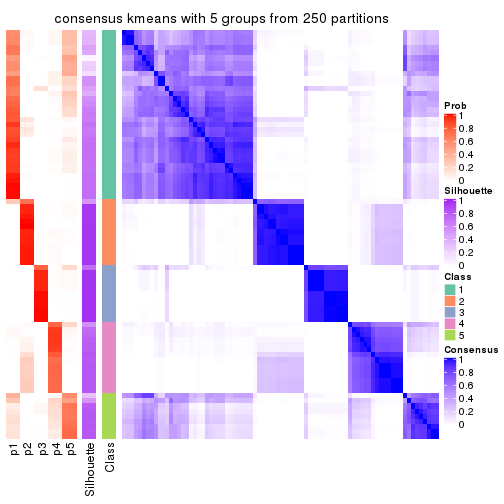 consensus kmeans with 5 groups from 250 partitions
Prob
1
0.8
0.6
0.4
0.2
0
Silhouette
1
0.8
0.6
0.4
0.2
0
Class
1
2
3
4
5
Consensus
1
0.8
0.6
0.4
0.2
0
p1
p2
p3
p4
p5
Silhouette
Class